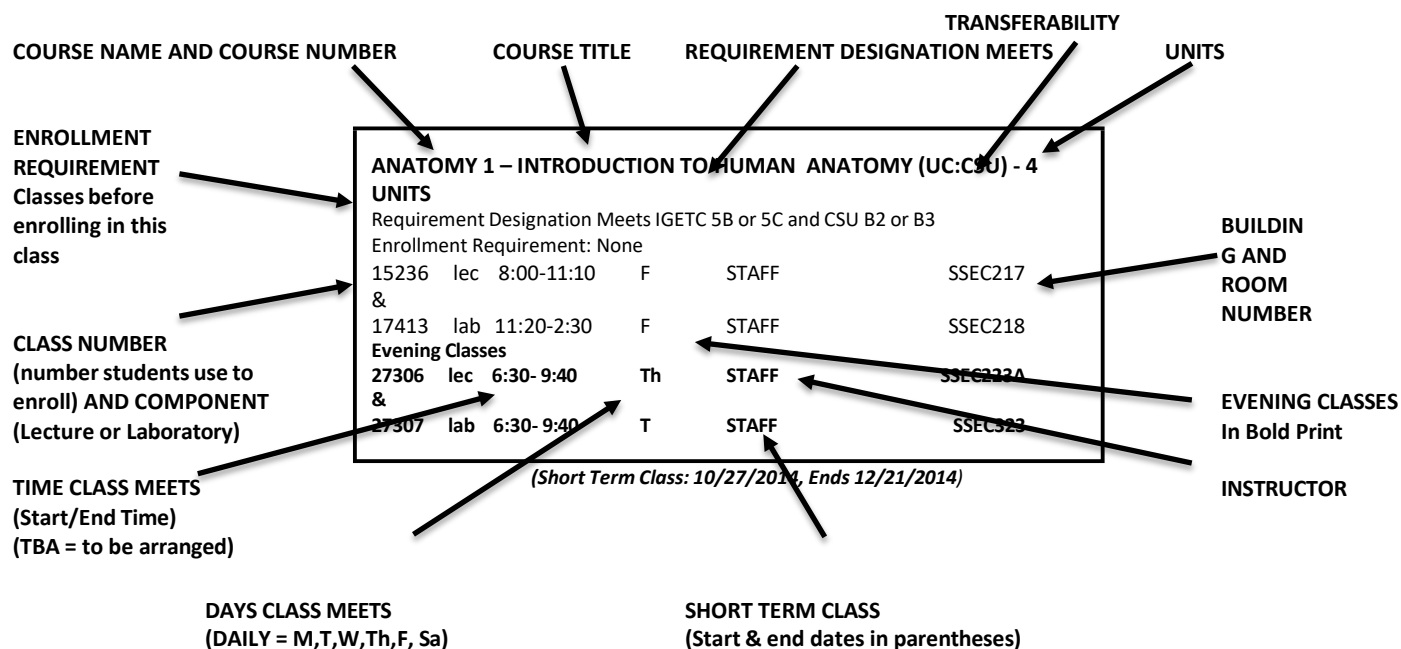 TRANSFERABILITY
COURSE NAME AND COURSE NUMBER
COURSE TITLE
REQUIREMENT DESIGNATION MEETS
UNITS
ENROLLMENT
REQUIREMENT
Classes before
enrolling in this
class
ANATOMY 1 – INTRODUCTION TO HUMAN ANATOMY (UC:CSU) - 4
UNITS
Requirement Designation Meets IGETC 5B or 5C and CSU B2 or B3
Enrollment Requirement: None
15236 lec 8:00-11:10 F STAFF SSEC217
&
17413 lab 11:20-2:30 F STAFF SSEC218
Evening Classes
27306 lec 6:30- 9:40 Th STAFF SSEC223A
&
27307 lab 6:30- 9:40 T STAFF SSEC323
(Short Term Class: 10/27/2014, Ends 12/21/2014)
BUILDIN
G AND
ROOM
NUMBER
CLASS NUMBER
(number students use to
enroll) AND COMPONENT
(Lecture or Laboratory)
EVENING CLASSES
In Bold Print
INSTRUCTOR
TIME CLASS MEETS
(Start/End Time)
(TBA = to be arranged)
DAYS CLASS MEETS
(DAILY = M,T,W,Th,F, Sa)
SHORT TERM CLASS
(Start & end dates in parentheses)